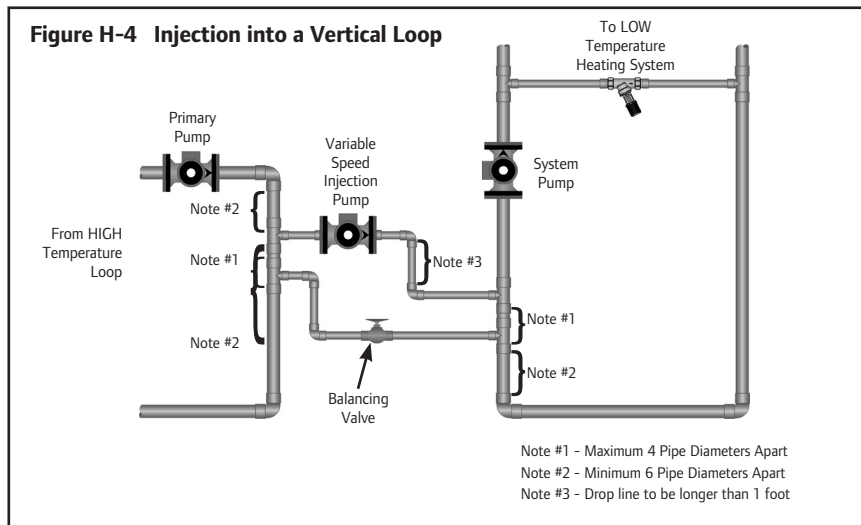 Figure H-4 Injection into a Vertical Loop
To LOW
Temperature
Heating System
Primary
Pump
Variable
Speed
Injection
Pump
System
Pump
Note #2
From HIGH
Temperature
Loop
Note #1
Note #3
Note #2
Note #1
Note #2
Balancing
Valve
Note #1 - Maximum 4 Pipe Diameters Apart
Note #2 - Minimum 6 Pipe Diameters Apart
Note #3 - Drop line to be longer than 1 foot